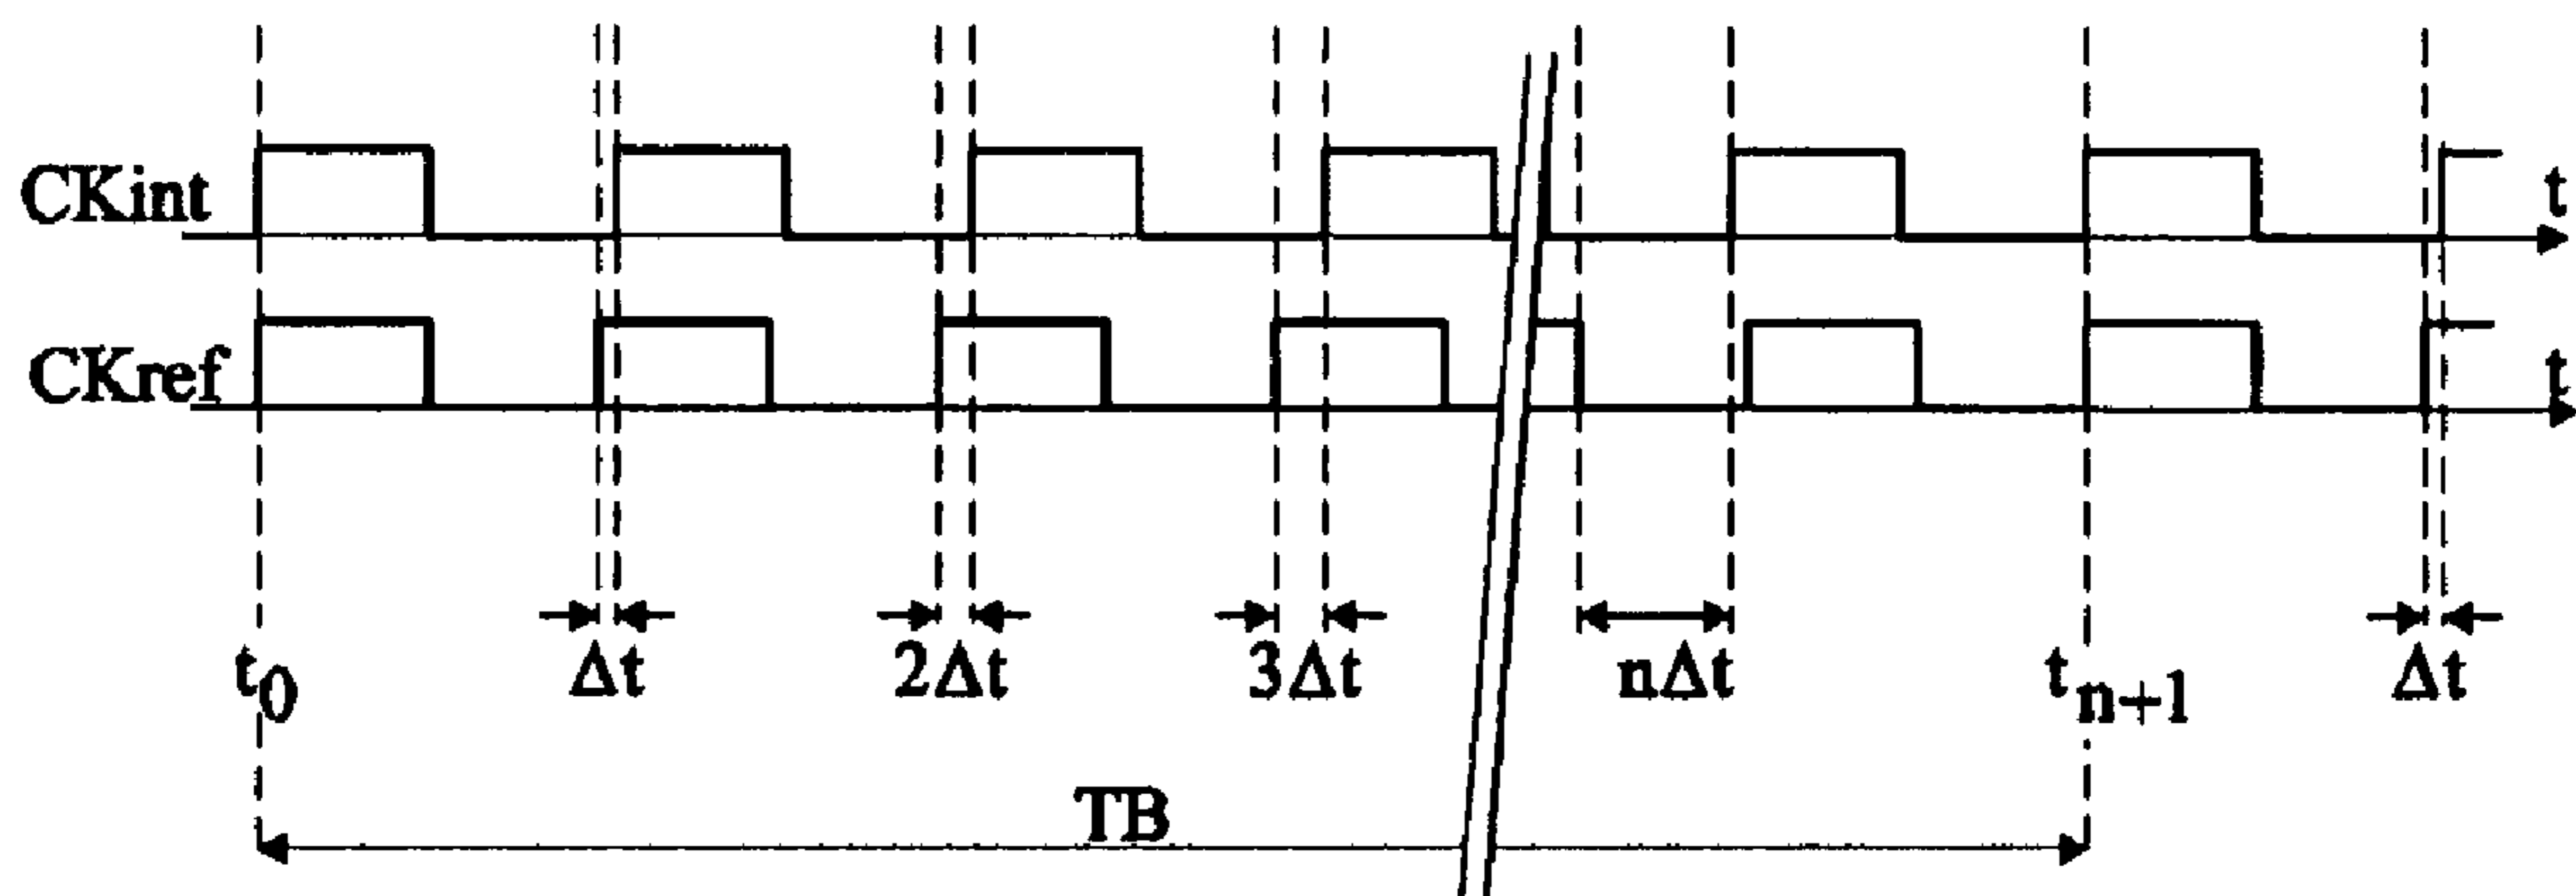 CKint t
CKref t
t₀ Δt 2Δt 3Δt nΔt tₙ₊₁ Δt
TB